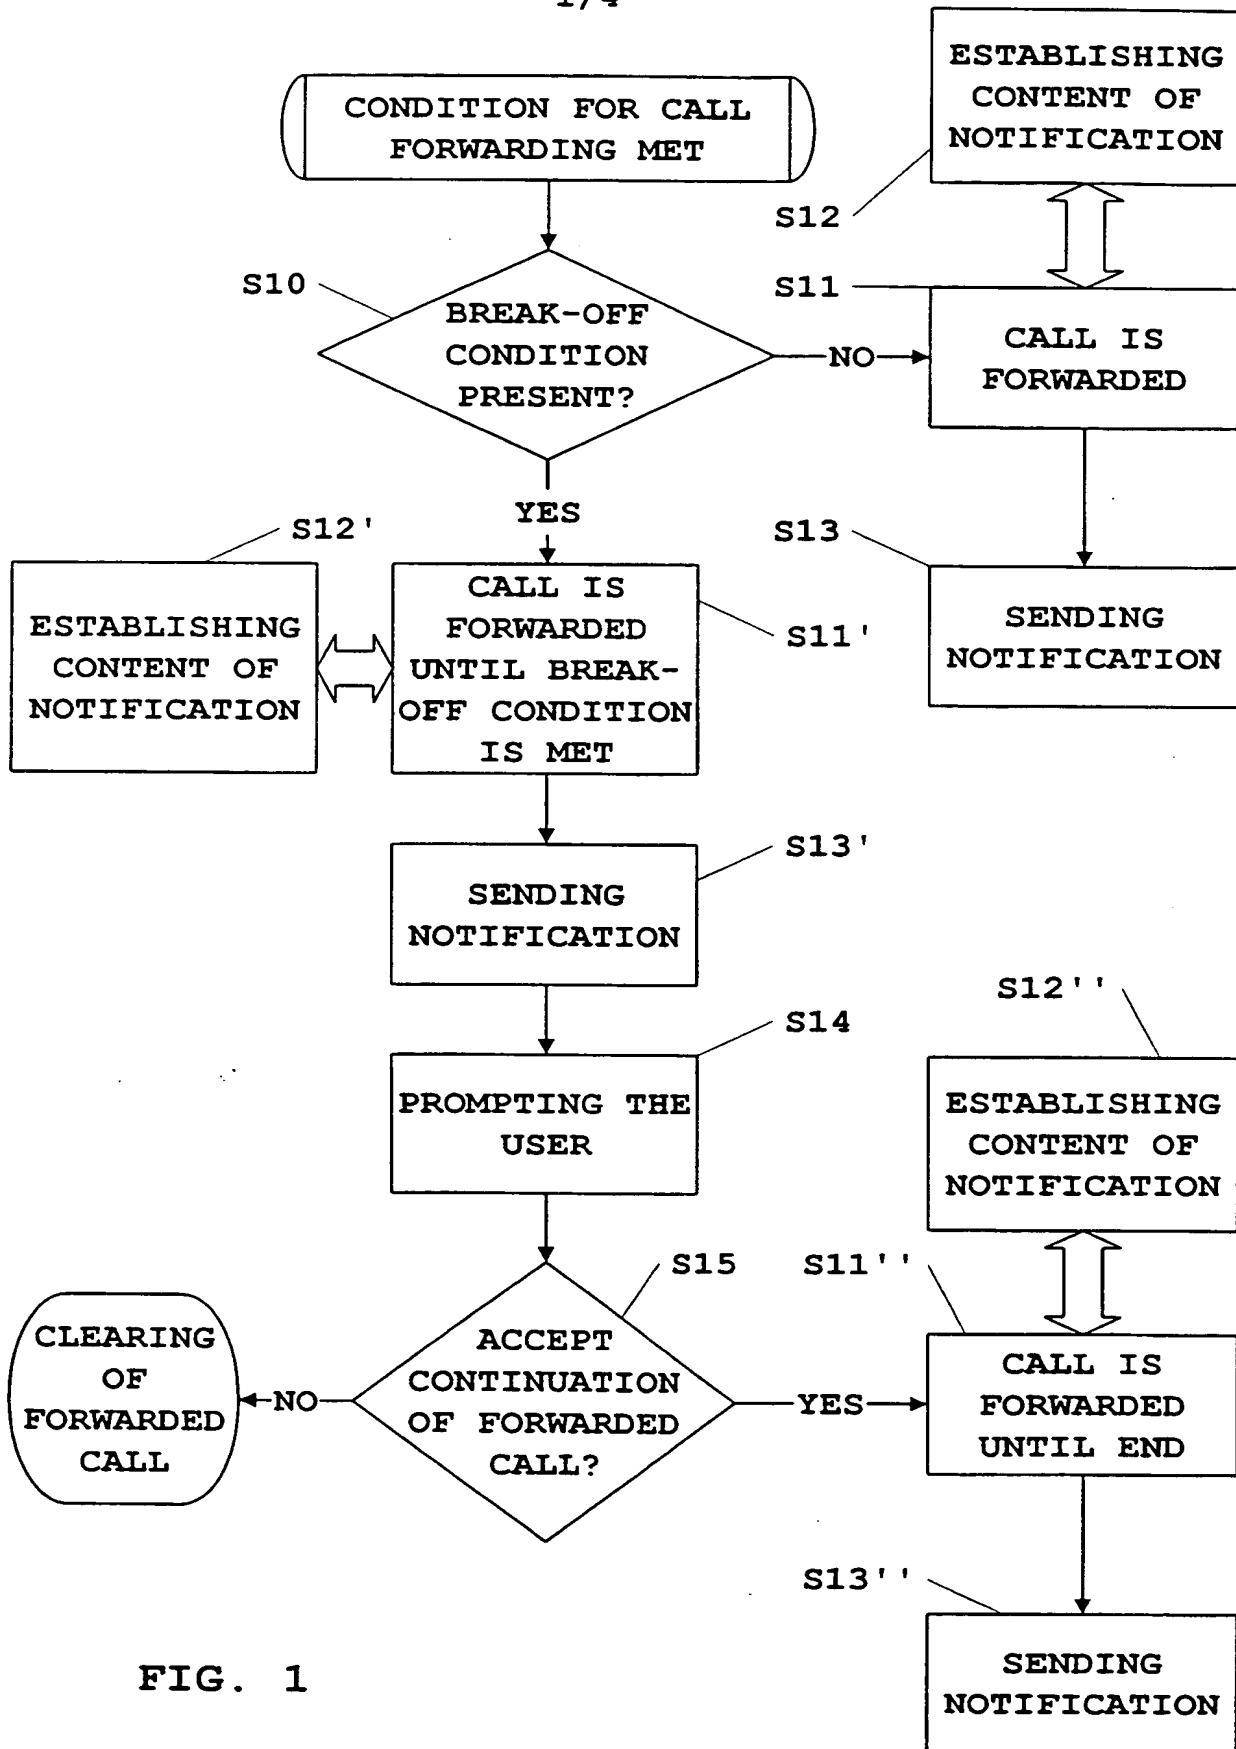 1/4
CONDITION FOR CALL
FORWARDING MET
ESTABLISHING
CONTENT OF
NOTIFICATION
S12
S10
BREAK-OFF
CONDITION
PRESENT?
NO
S11
CALL IS
FORWARDED
YES
S13
SENDING
NOTIFICATION
S12'
ESTABLISHING
CONTENT OF
NOTIFICATION
CALL IS
FORWARDED
UNTIL BREAK-
OFF CONDITION
IS MET
S11'
SENDING
NOTIFICATION
S13'
PROMPTING THE
USER
S14
S12''
ESTABLISHING
CONTENT OF
NOTIFICATION
S15
ACCEPT
CONTINUATION
OF FORWARDED
CALL?
NO
CLEARING
OF
FORWARDED
CALL
YES
S11''
CALL IS
FORWARDED
UNTIL END
S13''
SENDING
NOTIFICATION
FIG. 1